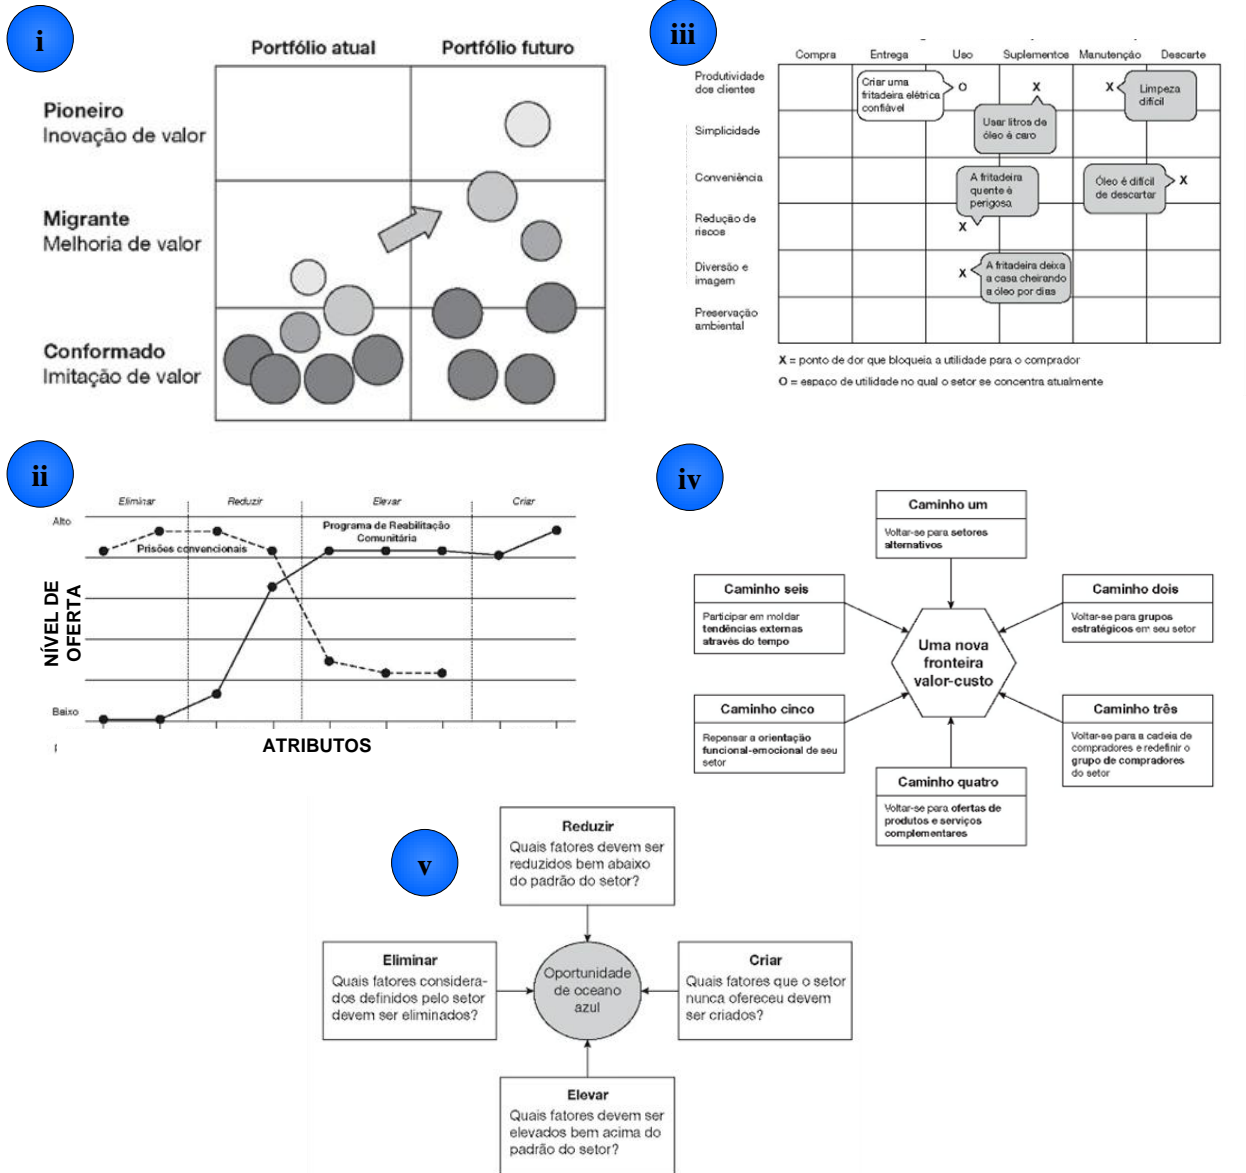 i
Portfólio atual
Portfólio futuro
Pioneiro
Inovação de valor
Migrante
Melhoria de valor
Conformado
Imitação de valor
iii
Compra
Entrega
Uso
Suplementos
Manutenção
Descarte
Produtividade
dos clientes
Simplicidade
Conveniência
Redução de
riscos
Diversão e
imagem
Preservação
ambiental
Criar uma
fritadeira elétrica
confiável
O
X
X
Limpeza
difícil
Usar litros de
óleo é caro
A fritadeira
quente é
perigosa
X
Óleo é difícil
de descartar
X
X
A fritadeira deixa
a casa cheirando
a óleo por dias
X = ponto de dor que bloqueia a utilidade para o comprador
O = espaço de utilidade no qual o setor se concentra atualmente
ii
Eliminar
Reduzir
Elevar
Criar
Alto
Prisões convencionais
Programa de Reabilitação
Comunitária
NÍVEL DE
OFERTA
Baixo
ATRIBUTOS
iv
Caminho um
Voltar-se para setores
alternativos
Caminho seis
Participar em moldar
tendências externas
através do tempo
Caminho dois
Voltar-se para grupos
estratégicos em seu setor
Uma nova
fronteira
valor-custo
Caminho cinco
Repensar a orientação
funcional-emocional de seu
setor
Caminho três
Voltar-se para a cadeia de
compradores e redefinir o
grupo de compradores
do setor
Caminho quatro
Voltar-se para ofertas de
produtos e serviços
complementares
v
Reduzir
Quais fatores devem ser
reduzidos bem abaixo
do padrão do setor?
Eliminar
Quais fatores considera-
dos definidos pelo setor
devem ser eliminados?
Oportunidade
de oceano
azul
Criar
Quais fatores que o setor
nunca ofereceu devem
ser criados?
Elevar
Quais fatores devem ser
elevados bem acima do
padrão do setor?